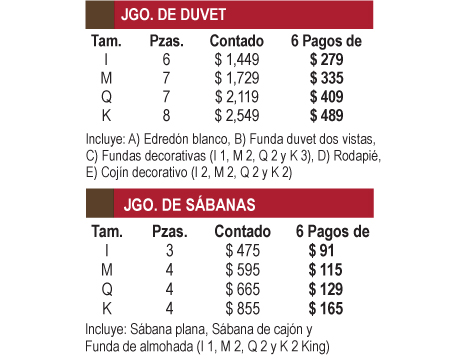 JGO. DE DUVET
Tam. Pzas. Contado 6 Pagos de
I 6 $ 1,449 $ 279
M 7 $ 1,729 $ 335
Q 7 $ 2,119 $ 409
K 8 $ 2,549 $ 489
Incluye: A) Edredón blanco, B) Funda duvet dos vistas,
C) Fundas decorativas (I 1, M 2, Q 2 y K 3), D) Rodapié,
E) Cojín decorativo (I 2, M 2, Q 2 y K 2)
JGO. DE SÁBANAS
Tam. Pzas. Contado 6 Pagos de
I 3 $ 475 $ 91
M 4 $ 595 $ 115
Q 4 $ 665 $ 129
K 4 $ 855 $ 165
Incluye: Sábana plana, Sábana de cajón y
Funda de almohada (I 1, M 2, Q 2 y K 2 King)